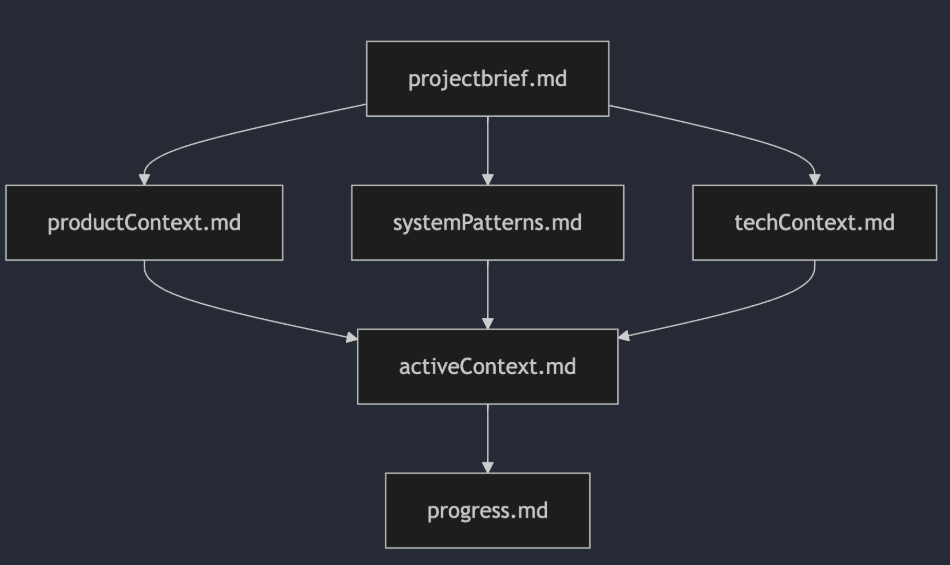 projectbrief.md
productContext.md
systemPatterns.md
techContext.md
activeContext.md
progress.md